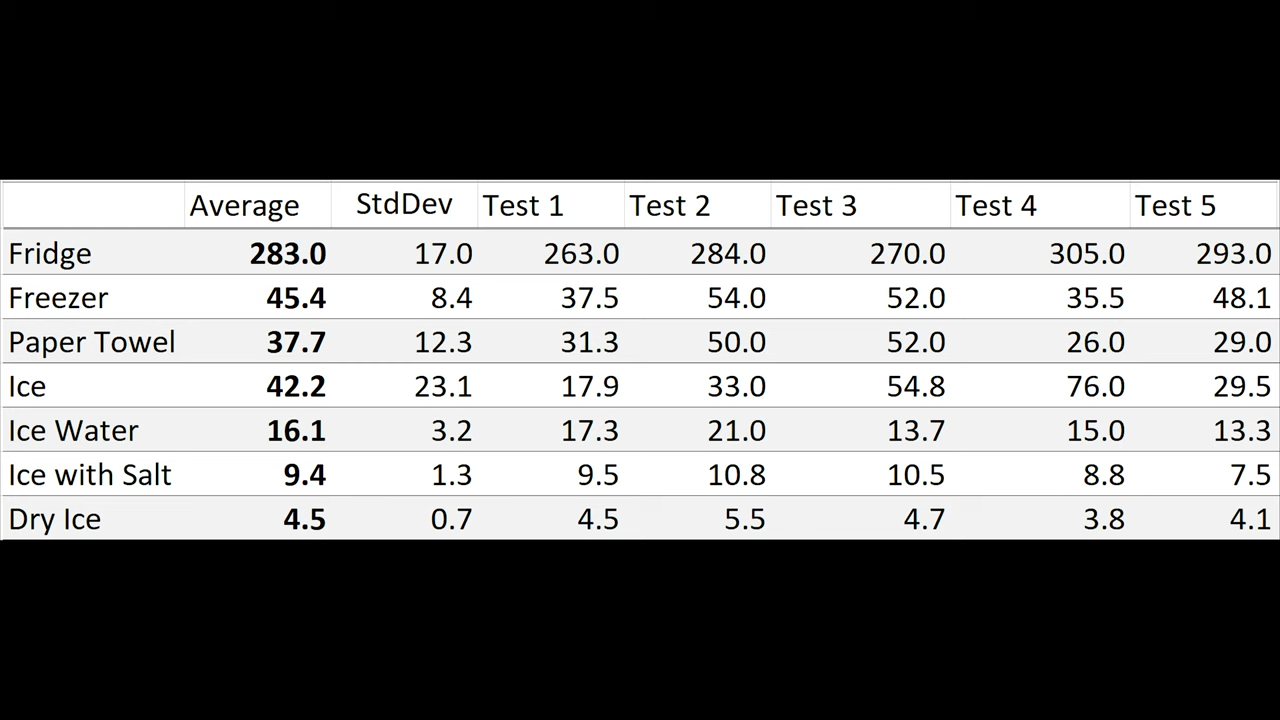 Average StdDev Test 1 Test 2 Test 3 Test 4 Test 5
Fridge 283.0 17.0 263.0 284.0 270.0 305.0 293.0
Freezer 45.4 8.4 37.5 54.0 52.0 35.5 48.1
Paper Towel 37.7 12.3 31.3 50.0 52.0 26.0 29.0
Ice 42.2 23.1 17.9 33.0 54.8 76.0 29.5
Ice Water 16.1 3.2 17.3 21.0 13.7 15.0 13.3
Ice with Salt 9.4 1.3 9.5 10.8 10.5 8.8 7.5
Dry Ice 4.5 0.7 4.5 5.5 4.7 3.8 4.1